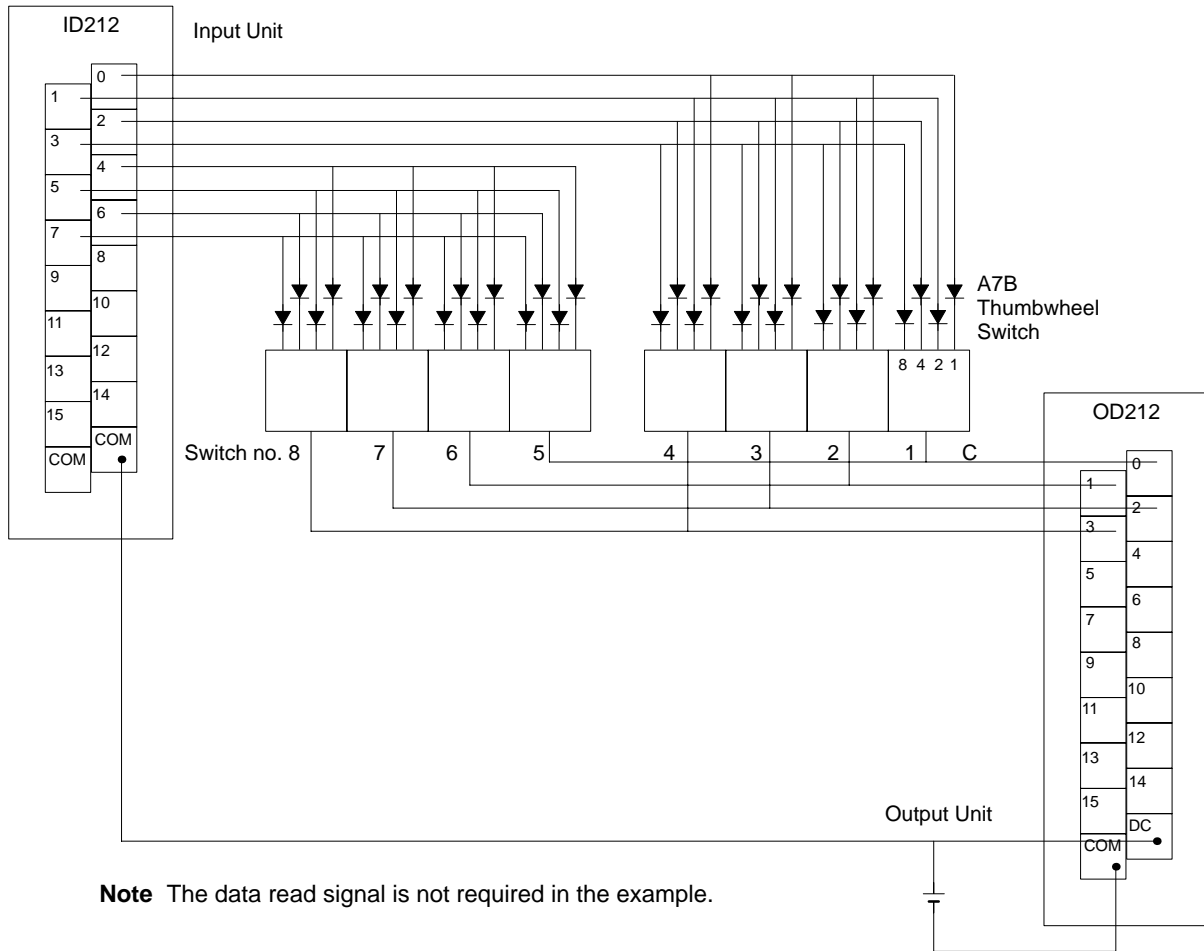 ID212
Input Unit
0
1
2
3
4
5
6
7
8
9
10
11
12
13
14
15
COM
COM
A7B
Thumbwheel
Switch
8 4 2 1
OD212
Switch no. 8 7 6 5 4 3 2 1 C
0
1
2
3
4
5
6
7
8
9
10
11
12
13
14
15
DC
COM
Output Unit
Note The data read signal is not required in the example.